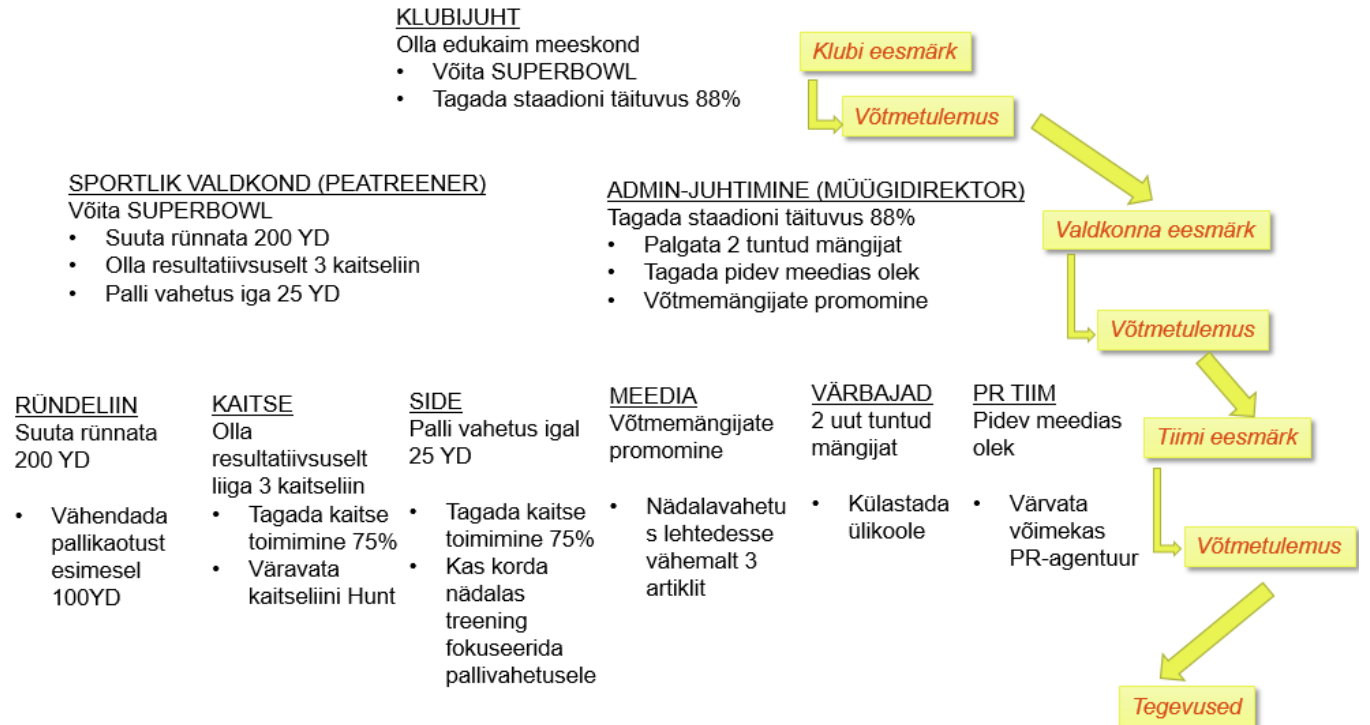 KLUBIJUHT
Olla edukaim meeskond
• Võita SUPERBOWL
• Tagada staadioni täituvus 88%
Klubi eesmärk
Võtmetulemus
SPORTLIK VALDKOND (PEATREENER)
Võita SUPERBOWL
• Suuta rünnata 200 YD
• Olla resultatiivsuselt 3 kaitseliin
• Palli vahetus iga 25 YD
ADMIN-JUHTIMINE (MÜÜGIDIREKTOR)
Tagada staadioni täituvus 88%
• Palgata 2 tuntud mängijat
• Tagada pidev meedias olek
• Võtmemängijate promomine
Valdkonna eesmärk
Võtmetulemus
RÜNDELIIN
Suuta rünnata
200 YD
• Vähendada
pallikaotust
esimesel
100YD
KAITSE
Olla
resultatiivsuselt
liiga 3 kaitseliin
• Tagada kaitse
toimimine 75%
• Väravata
kaitseliini Hunt
SIDE
Palli vahetus igal
25 YD
• Tagada kaitse
toimimine 75%
• Kas korda
nädalas
treening
fokuseerida
pallivahetusele
MEEDIA
Võtmemängijate
promomine
• Nädalavahetu
s lehtedesse
vähemalt 3
artiklit
VÄRBAJAD
2 uut tuntud
mängijat
• Külastada
ülikoole
PR TIIM
Pidev meedias
olek
• Värvata
võimekas
PR-agentuur
Tiimi eesmärk
Võtmetulemus
Tegevused